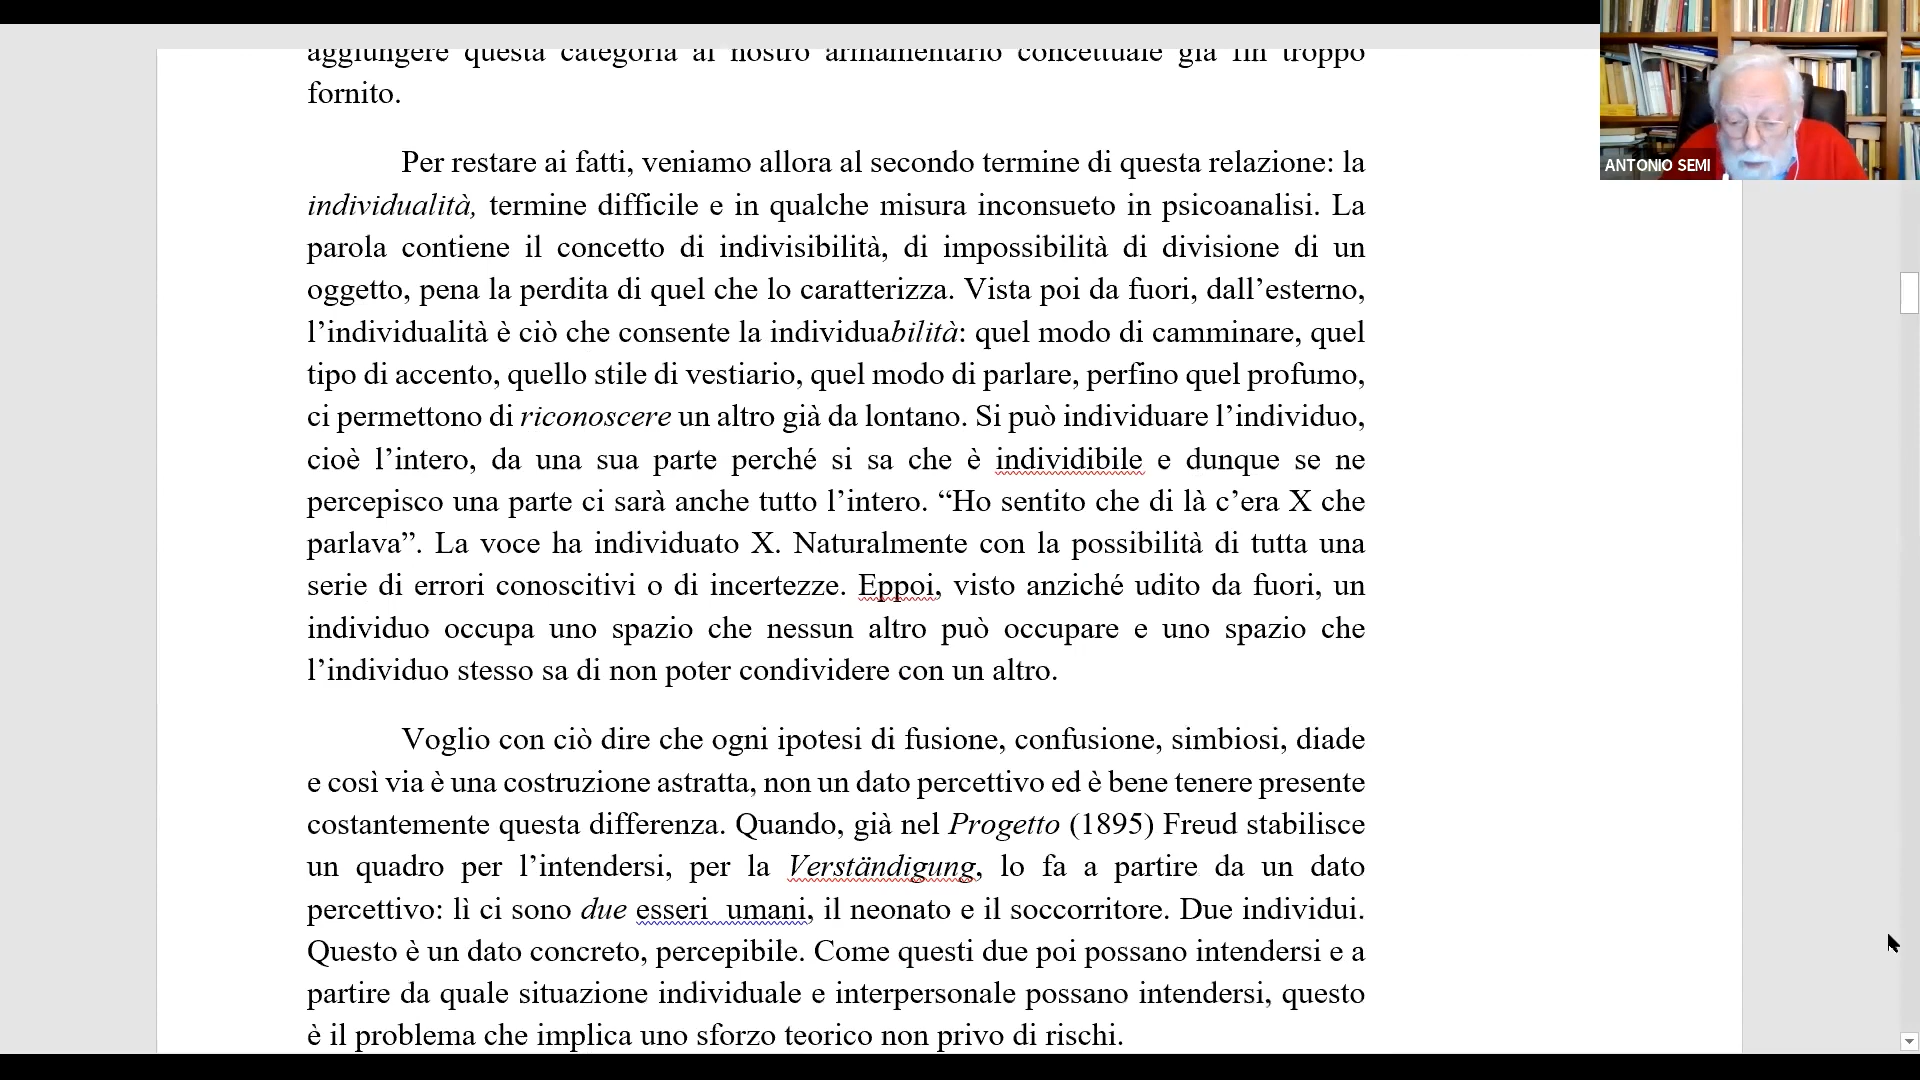 aggiungere questa categoria al nostro armamentario concettuale già fin troppo
fornito.
Per restare ai fatti, veniamo allora al secondo termine di questa relazione: la
individualità, termine difficile e in qualche misura inconsueto in psicoanalisi. La
parola contiene il concetto di indivisibilità, di impossibilità di divisione di un
oggetto, pena la perdita di quel che lo caratterizza. Vista poi da fuori, dall’esterno,
l’individualità è ciò che consente la individuabilità: quel modo di camminare, quel
tipo di accento, quello stile di vestiario, quel modo di parlare, perfino quel profumo,
ci permettono di riconoscere un altro già da lontano. Si può individuare l’individuo,
cioè l’intero, da una sua parte perché si sa che è individibile e dunque se ne
percepisco una parte ci sarà anche tutto l’intero. “Ho sentito che di là c’era X che
parlava”. La voce ha individuato X. Naturalmente con la possibilità di tutta una
serie di errori conoscitivi o di incertezze. Eppoi, visto anziché udito da fuori, un
individuo occupa uno spazio che nessun altro può occupare e uno spazio che
l’individuo stesso sa di non poter condividere con un altro.
Voglio con ciò dire che ogni ipotesi di fusione, confusione, simbiosi, diade
e così via è una costruzione astratta, non un dato percettivo ed è bene tenere presente
costantemente questa differenza. Quando, già nel Progetto (1895) Freud stabilisce
un quadro per l’intendersi, per la Verständigung, lo fa a partire da un dato
percettivo: lì ci sono due esseri  umani, il neonato e il soccorritore. Due individui.
Questo è un dato concreto, percepibile. Come questi due poi possano intendersi e a
partire da quale situazione individuale e interpersonale possano intendersi, questo
è il problema che implica uno sforzo teorico non privo di rischi.
ANTONIO SEMI